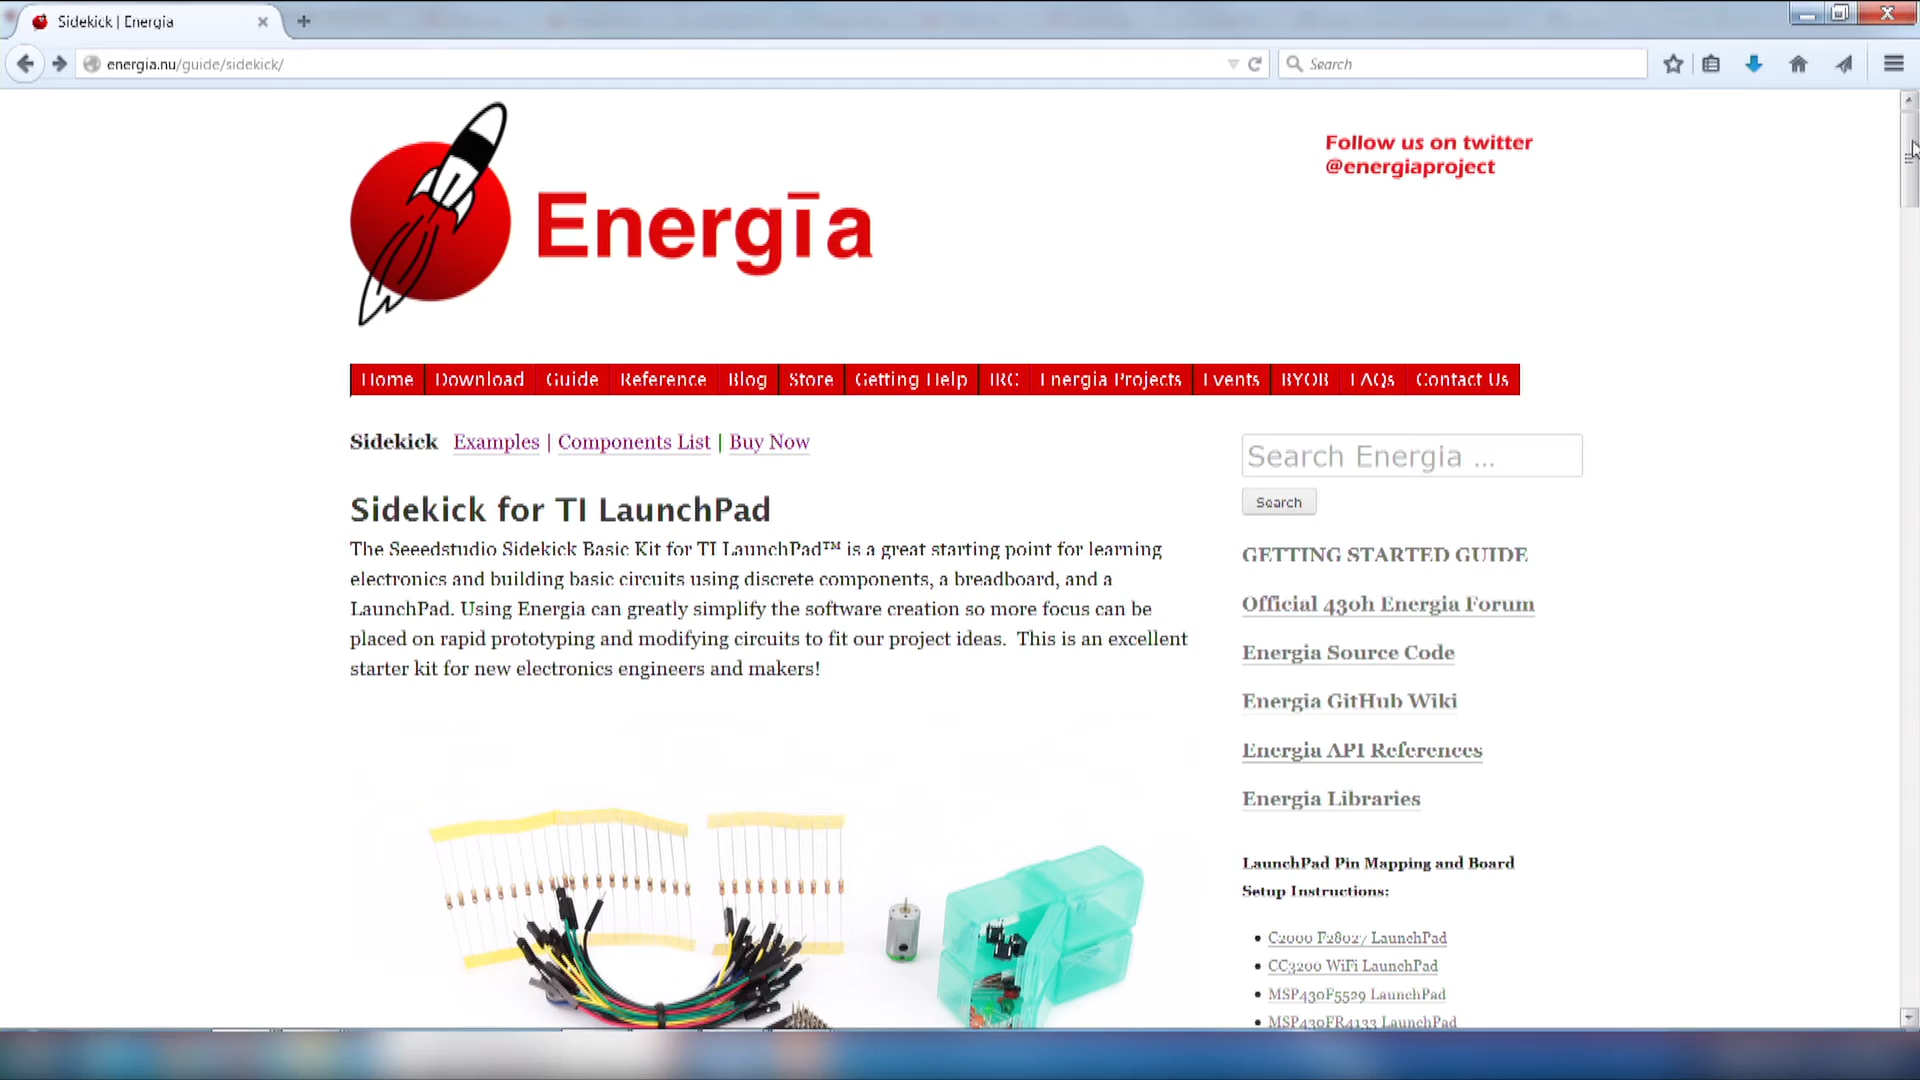 Sidekick | Energia
energia.nu/guide/sidekick/
Search
Energīa
Follow us on twitter
@energiaproject
Home Download Guide Reference Blog Store Getting Help IRC Energia Projects Events BYOB FAQs Contact Us
Sidekick Examples | Components List | Buy Now
Search Energia ...
Search
Sidekick for TI LaunchPad
The Seeedstudio Sidekick Basic Kit for TI LaunchPad™ is a great starting point for learning
electronics and building basic circuits using discrete components, a breadboard, and a
LaunchPad. Using Energia can greatly simplify the software creation so more focus can be
placed on rapid prototyping and modifying circuits to fit our project ideas. This is an excellent
starter kit for new electronics engineers and makers!
GETTING STARTED GUIDE
Official 43oh Energia Forum
Energia Source Code
Energia GitHub Wiki
Energia API References
Energia Libraries
LaunchPad Pin Mapping and Board
Setup Instructions:
C2000 F28027 LaunchPad
CC3200 WiFi LaunchPad
MSP430F5529 LaunchPad
MSP430FR4133 LaunchPad